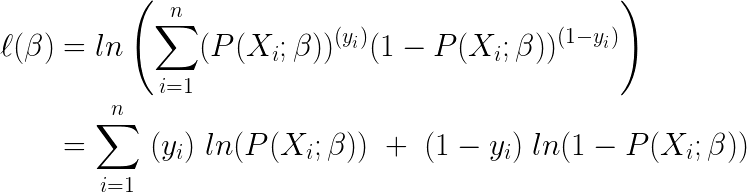 ℓ(β) = ln ( ∑_{i=1}^{n} (P(X_i; β))^{(y_i)} (1 − P(X_i; β))^{(1−y_i)} )
= ∑_{i=1}^{n} (y_i) ln(P(X_i; β)) + (1 − y_i) ln(1 − P(X_i; β))